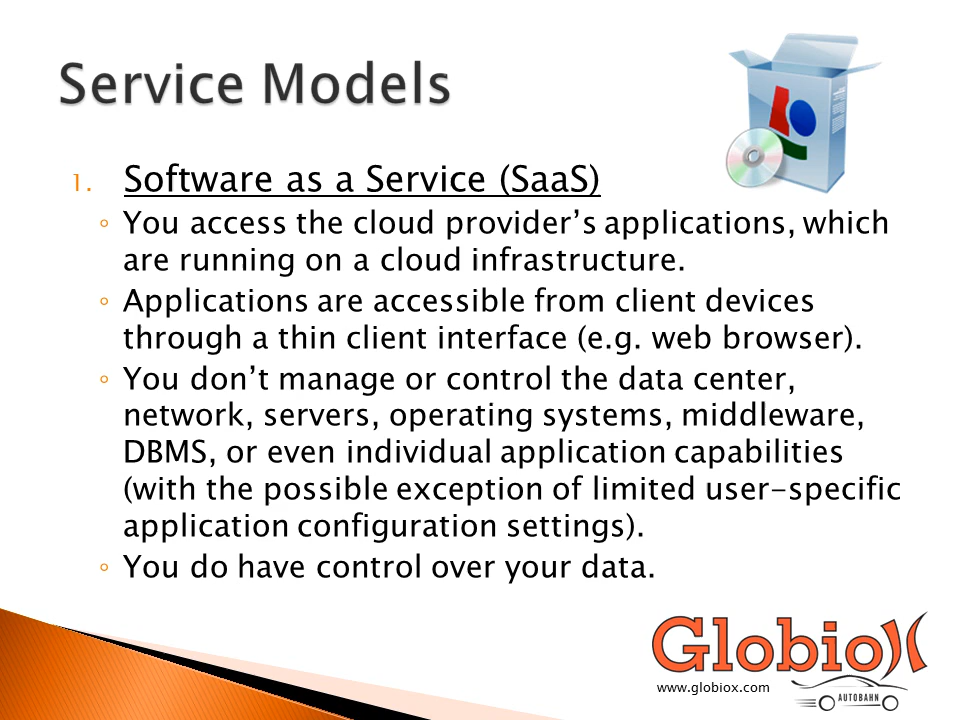 Service Models
1. Software as a Service (SaaS)
◦ You access the cloud provider’s applications, which
are running on a cloud infrastructure.
◦ Applications are accessible from client devices
through a thin client interface (e.g. web browser).
◦ You don’t manage or control the data center,
network, servers, operating systems, middleware,
DBMS, or even individual application capabilities
(with the possible exception of limited user-specific
application configuration settings).
◦ You do have control over your data.
Globiox
www.globiox.com
AUTOBAHN